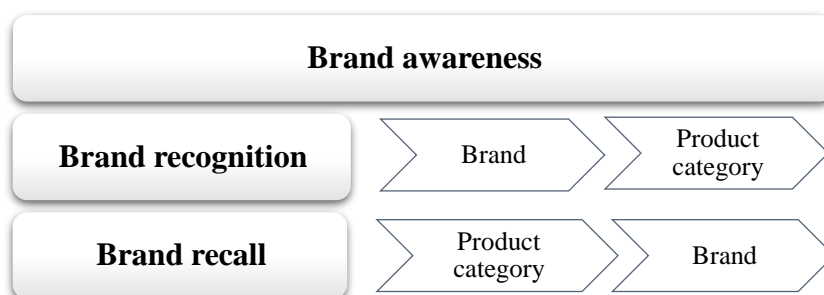 Brand awareness
Brand recognition
Brand
Product
category
Brand recall
Product
category
Brand